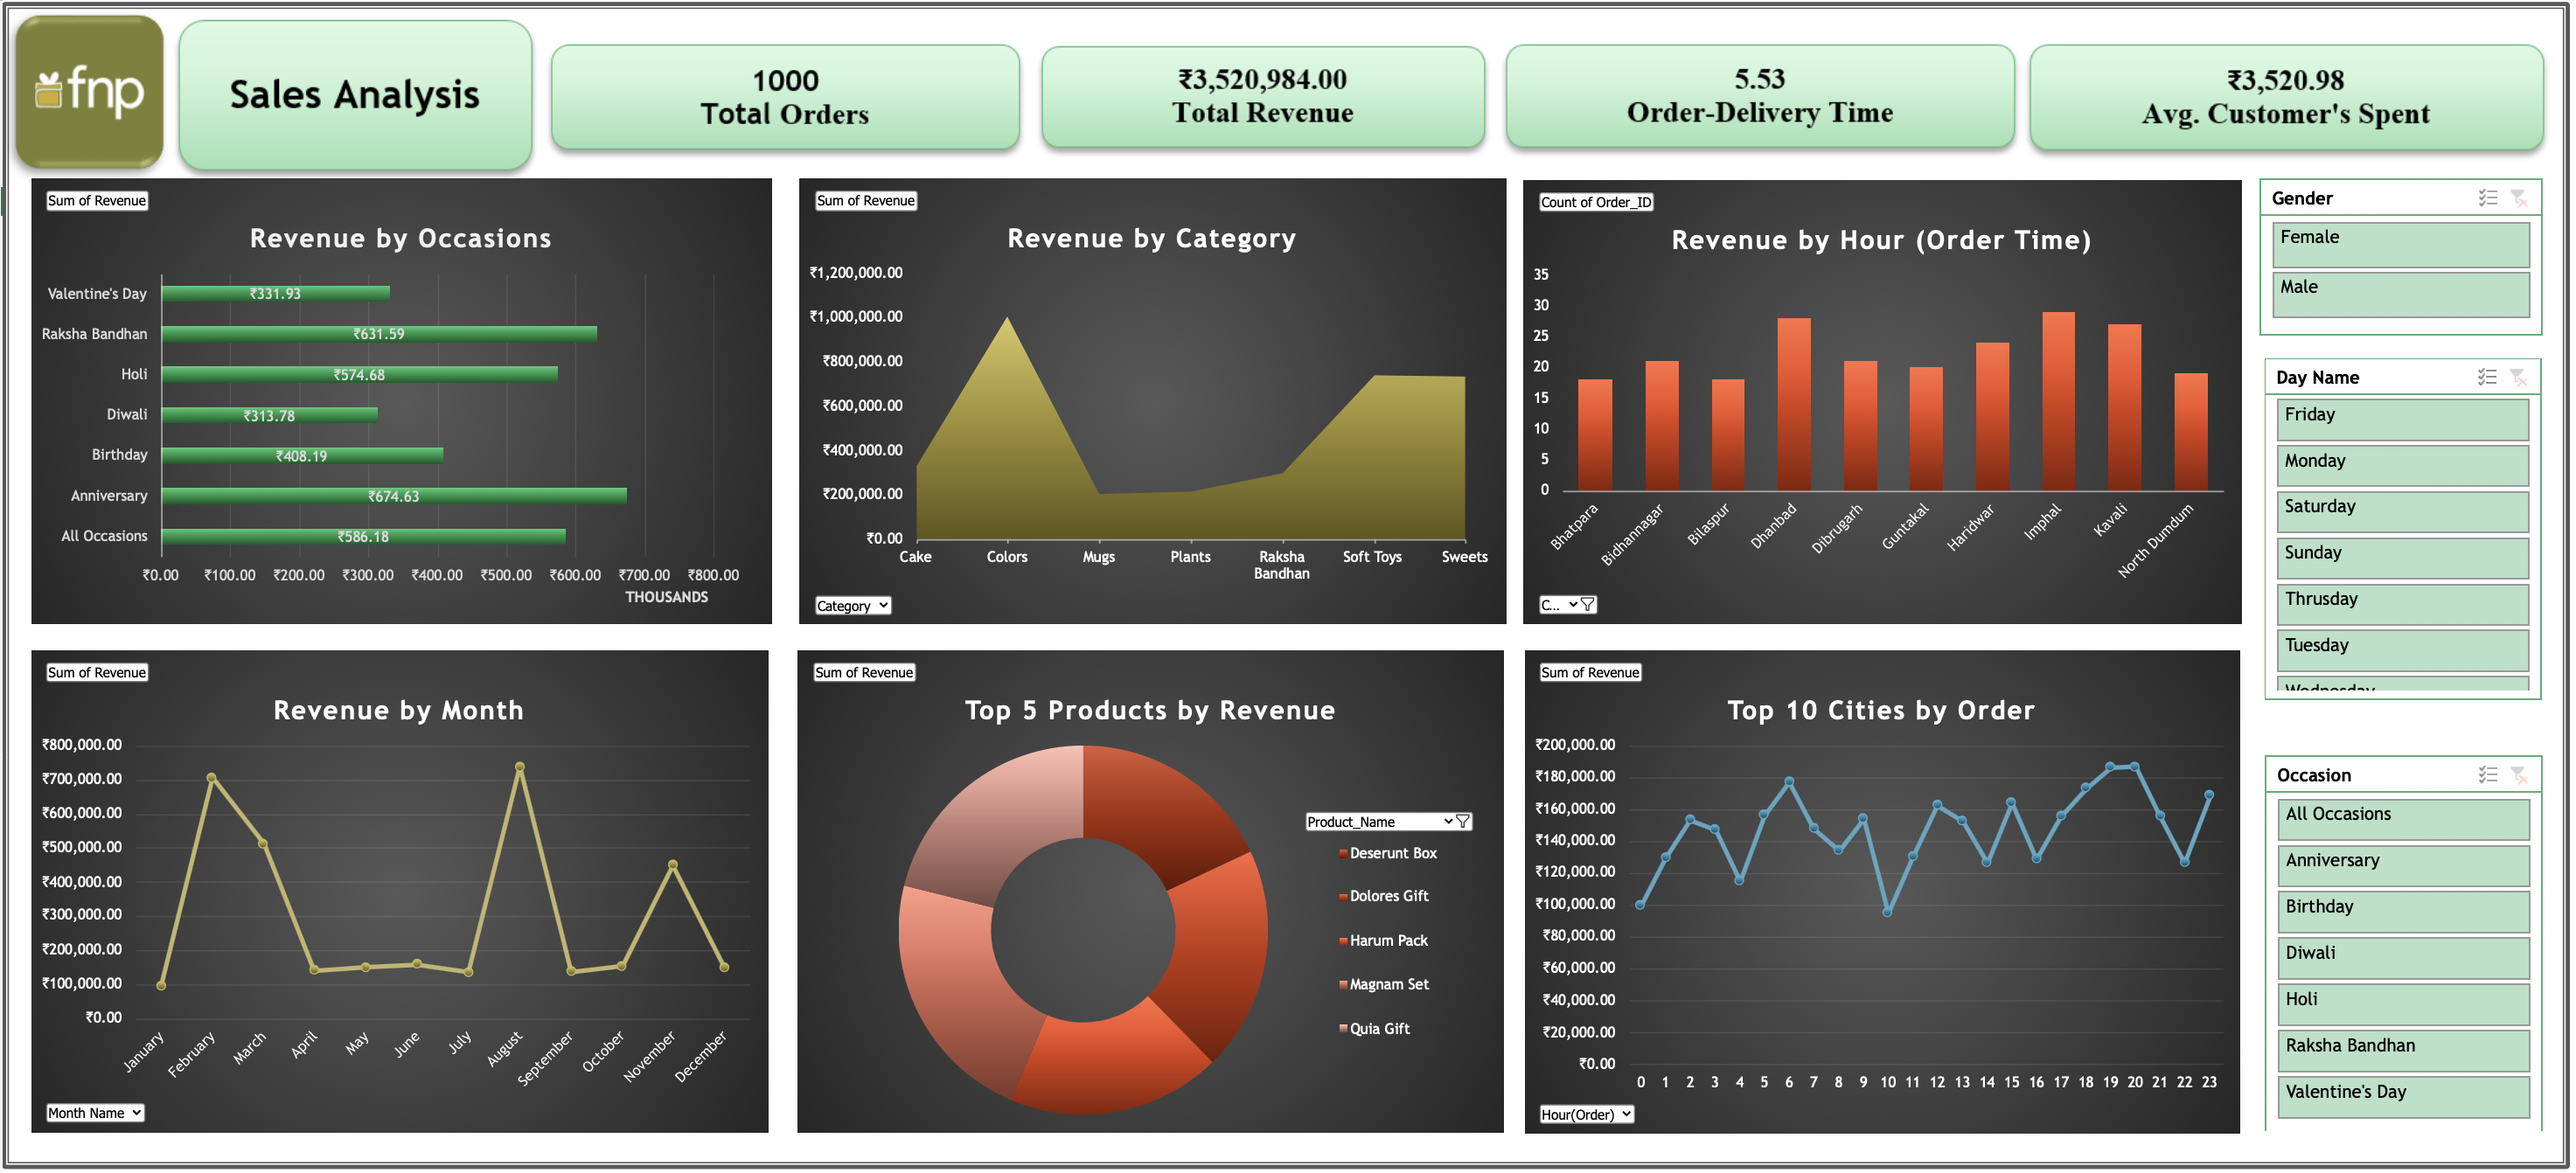 fnp
Sales Analysis
1000
Total Orders
₹3,520,984.00
Total Revenue
5.53
Order-Delivery Time
₹3,520.98
Avg. Customer's Spent
Sum of Revenue
Revenue by Occasions
Valentine's Day
₹331.93
Raksha Bandhan
₹631.59
Holi
₹574.68
Diwali
₹313.78
Birthday
₹408.19
Anniversary
₹674.63
All Occasions
₹586.18
₹0.00 ₹100.00 ₹200.00 ₹300.00 ₹400.00 ₹500.00 ₹600.00 ₹700.00 ₹800.00
THOUSANDS
Sum of Revenue
Revenue by Category
₹1,200,000.00
₹1,000,000.00
₹800,000.00
₹600,000.00
₹400,000.00
₹200,000.00
₹0.00
Cake Colors Mugs Plants Raksha Bandhan Soft Toys Sweets
Category
Count of Order_ID
Revenue by Hour (Order Time)
35
30
25
20
15
10
5
0
Bhatpara
Bidhannagar
Bilaspur
Dhanbad
Dibrugarh
Guntakal
Haridwar
Imphal
Kavali
North Dumdum
C...
Gender
Female
Male
Day Name
Friday
Monday
Saturday
Sunday
Thrusday
Tuesday
Wednesday
Sum of Revenue
Revenue by Month
₹800,000.00
₹700,000.00
₹600,000.00
₹500,000.00
₹400,000.00
₹300,000.00
₹200,000.00
₹100,000.00
₹0.00
January
February
March
April
May
June
July
August
September
October
November
December
Month Name
Sum of Revenue
Top 5 Products by Revenue
Product_Name
Deserunt Box
Dolores Gift
Harum Pack
Magnam Set
Quia Gift
Sum of Revenue
Top 10 Cities by Order
₹200,000.00
₹180,000.00
₹160,000.00
₹140,000.00
₹120,000.00
₹100,000.00
₹80,000.00
₹60,000.00
₹40,000.00
₹20,000.00
₹0.00
0 1 2 3 4 5 6 7 8 9 10 11 12 13 14 15 16 17 18 19 20 21 22 23
Hour(Order)
Occasion
All Occasions
Anniversary
Birthday
Diwali
Holi
Raksha Bandhan
Valentine's Day